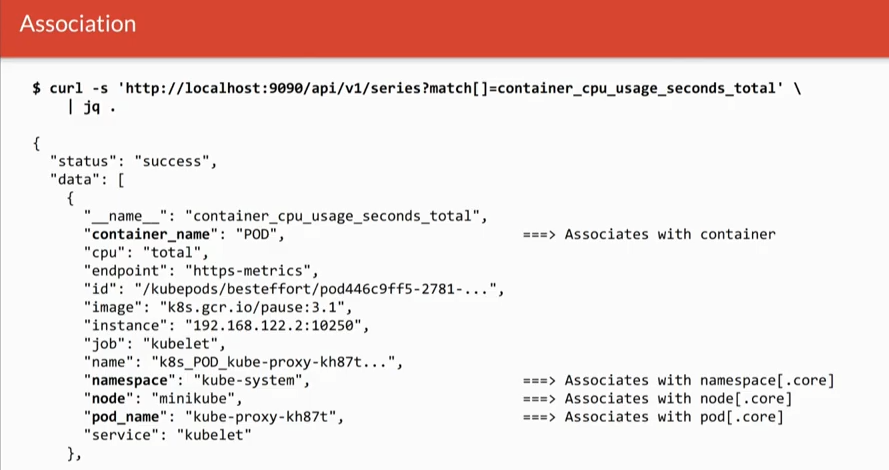 Association
$ curl -s 'http://localhost:9090/api/v1/series?match[]=container_cpu_usage_seconds_total' \
| jq .
{
"status": "success",
"data": [
{
"__name__": "container_cpu_usage_seconds_total",
"container_name": "POD", ===> Associates with container
"cpu": "total",
"endpoint": "https-metrics",
"id": "/kubepods/besteffort/pod446c9ff5-2781-...",
"image": "k8s.gcr.io/pause:3.1",
"instance": "192.168.122.2:10250",
"job": "kubelet",
"name": "k8s_POD_kube-proxy-kh87t...",
"namespace": "kube-system", ===> Associates with namespace[.core]
"node": "minikube", ===> Associates with node[.core]
"pod_name": "kube-proxy-kh87t", ===> Associates with pod[.core]
"service": "kubelet"
},